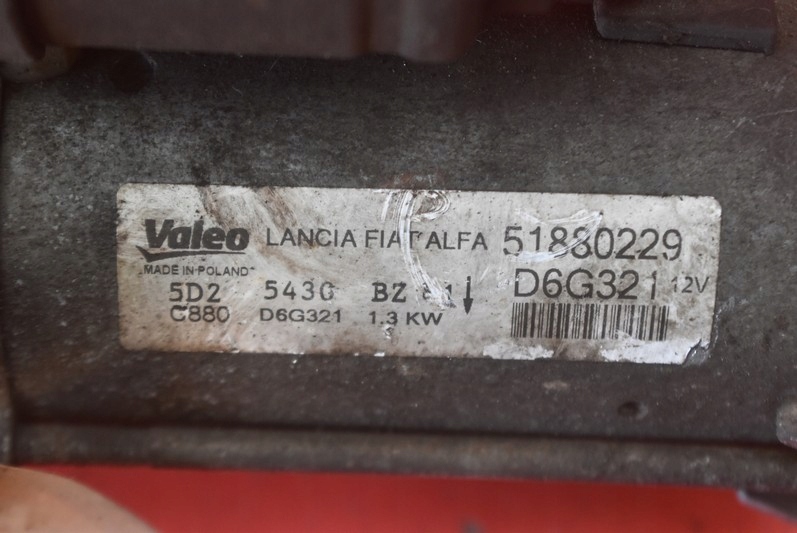 Valeo LANCIA FIAT ALFA 51880229
„MADE IN POLAND" D6G321 12V
5D2 5430 BZ
C880 D6G321 1.3 KW